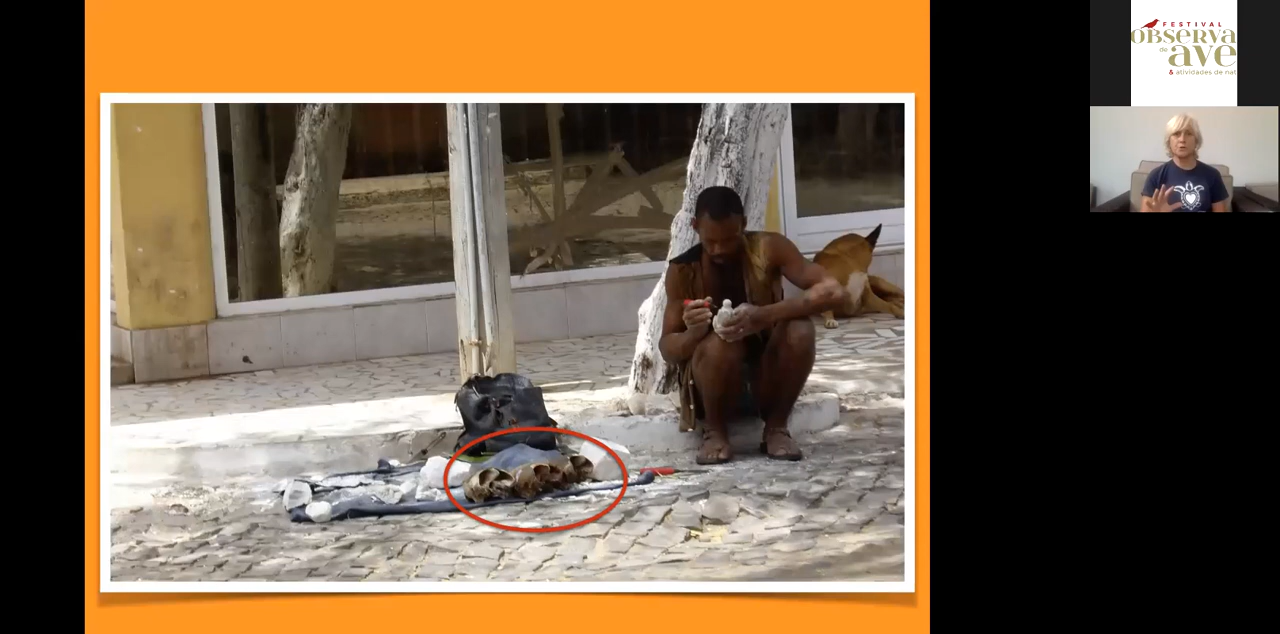 FESTIVAL
OBSERVA
de
ave
& atividades de nat